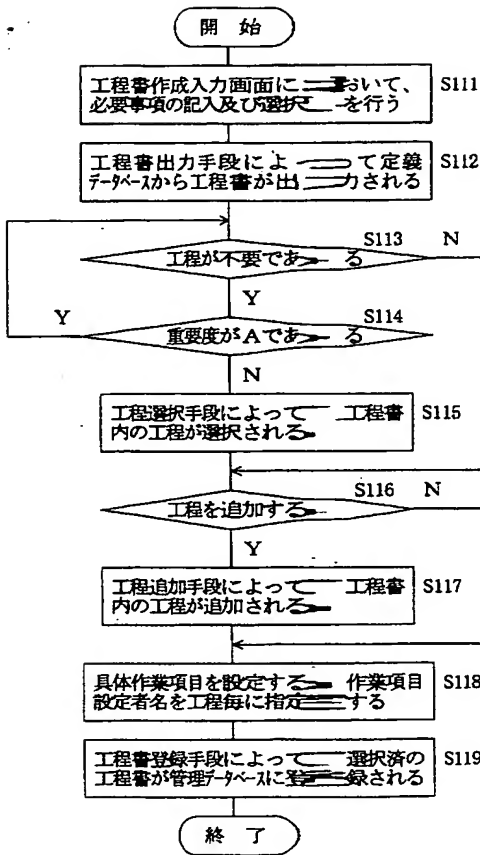 開始
工程書作成入力画面において、
必要事項の記入及び選択を行う
S111
工程書出力手段によって定義
データベースから工程書が出力される
S112
S113
工程が不要である
N
Y
S114
重要度がAである
Y
N
工程選択手段によって工程書
内の工程が選択される
S115
S116
工程を追加する
N
Y
工程追加手段によって工程書
内の工程が追加される
S117
具体作業項目を設定する作業項目
設定者名を工程毎に指定する
S118
工程書登録手段によって選択済の
工程書が管理データベースに登録される
S119
終了